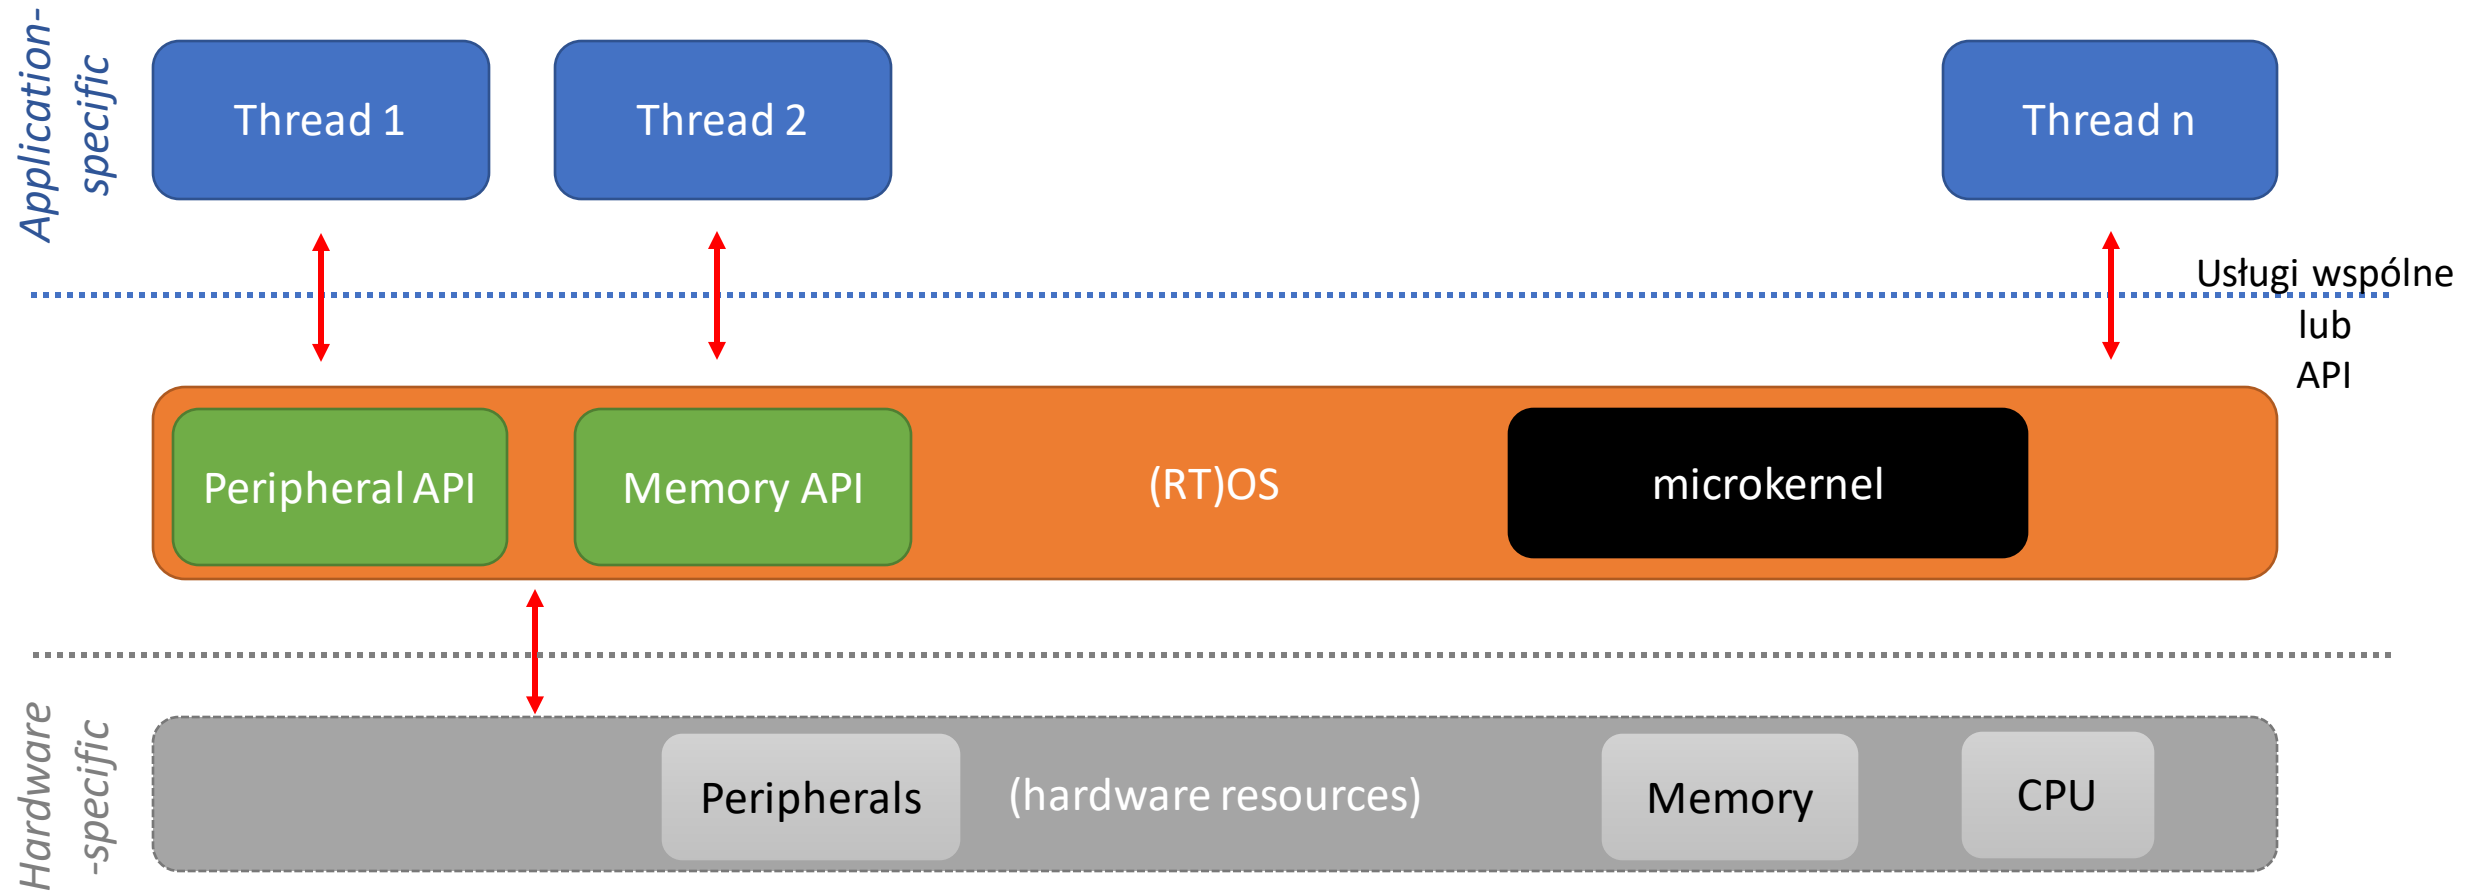 Application-
specific
Thread 1
Thread 2
Thread n
Usługi wspólne
lub
API
Peripheral API
Memory API
(RT)OS
microkernel
Hardware
-specific
Peripherals
(hardware resources)
Memory
CPU